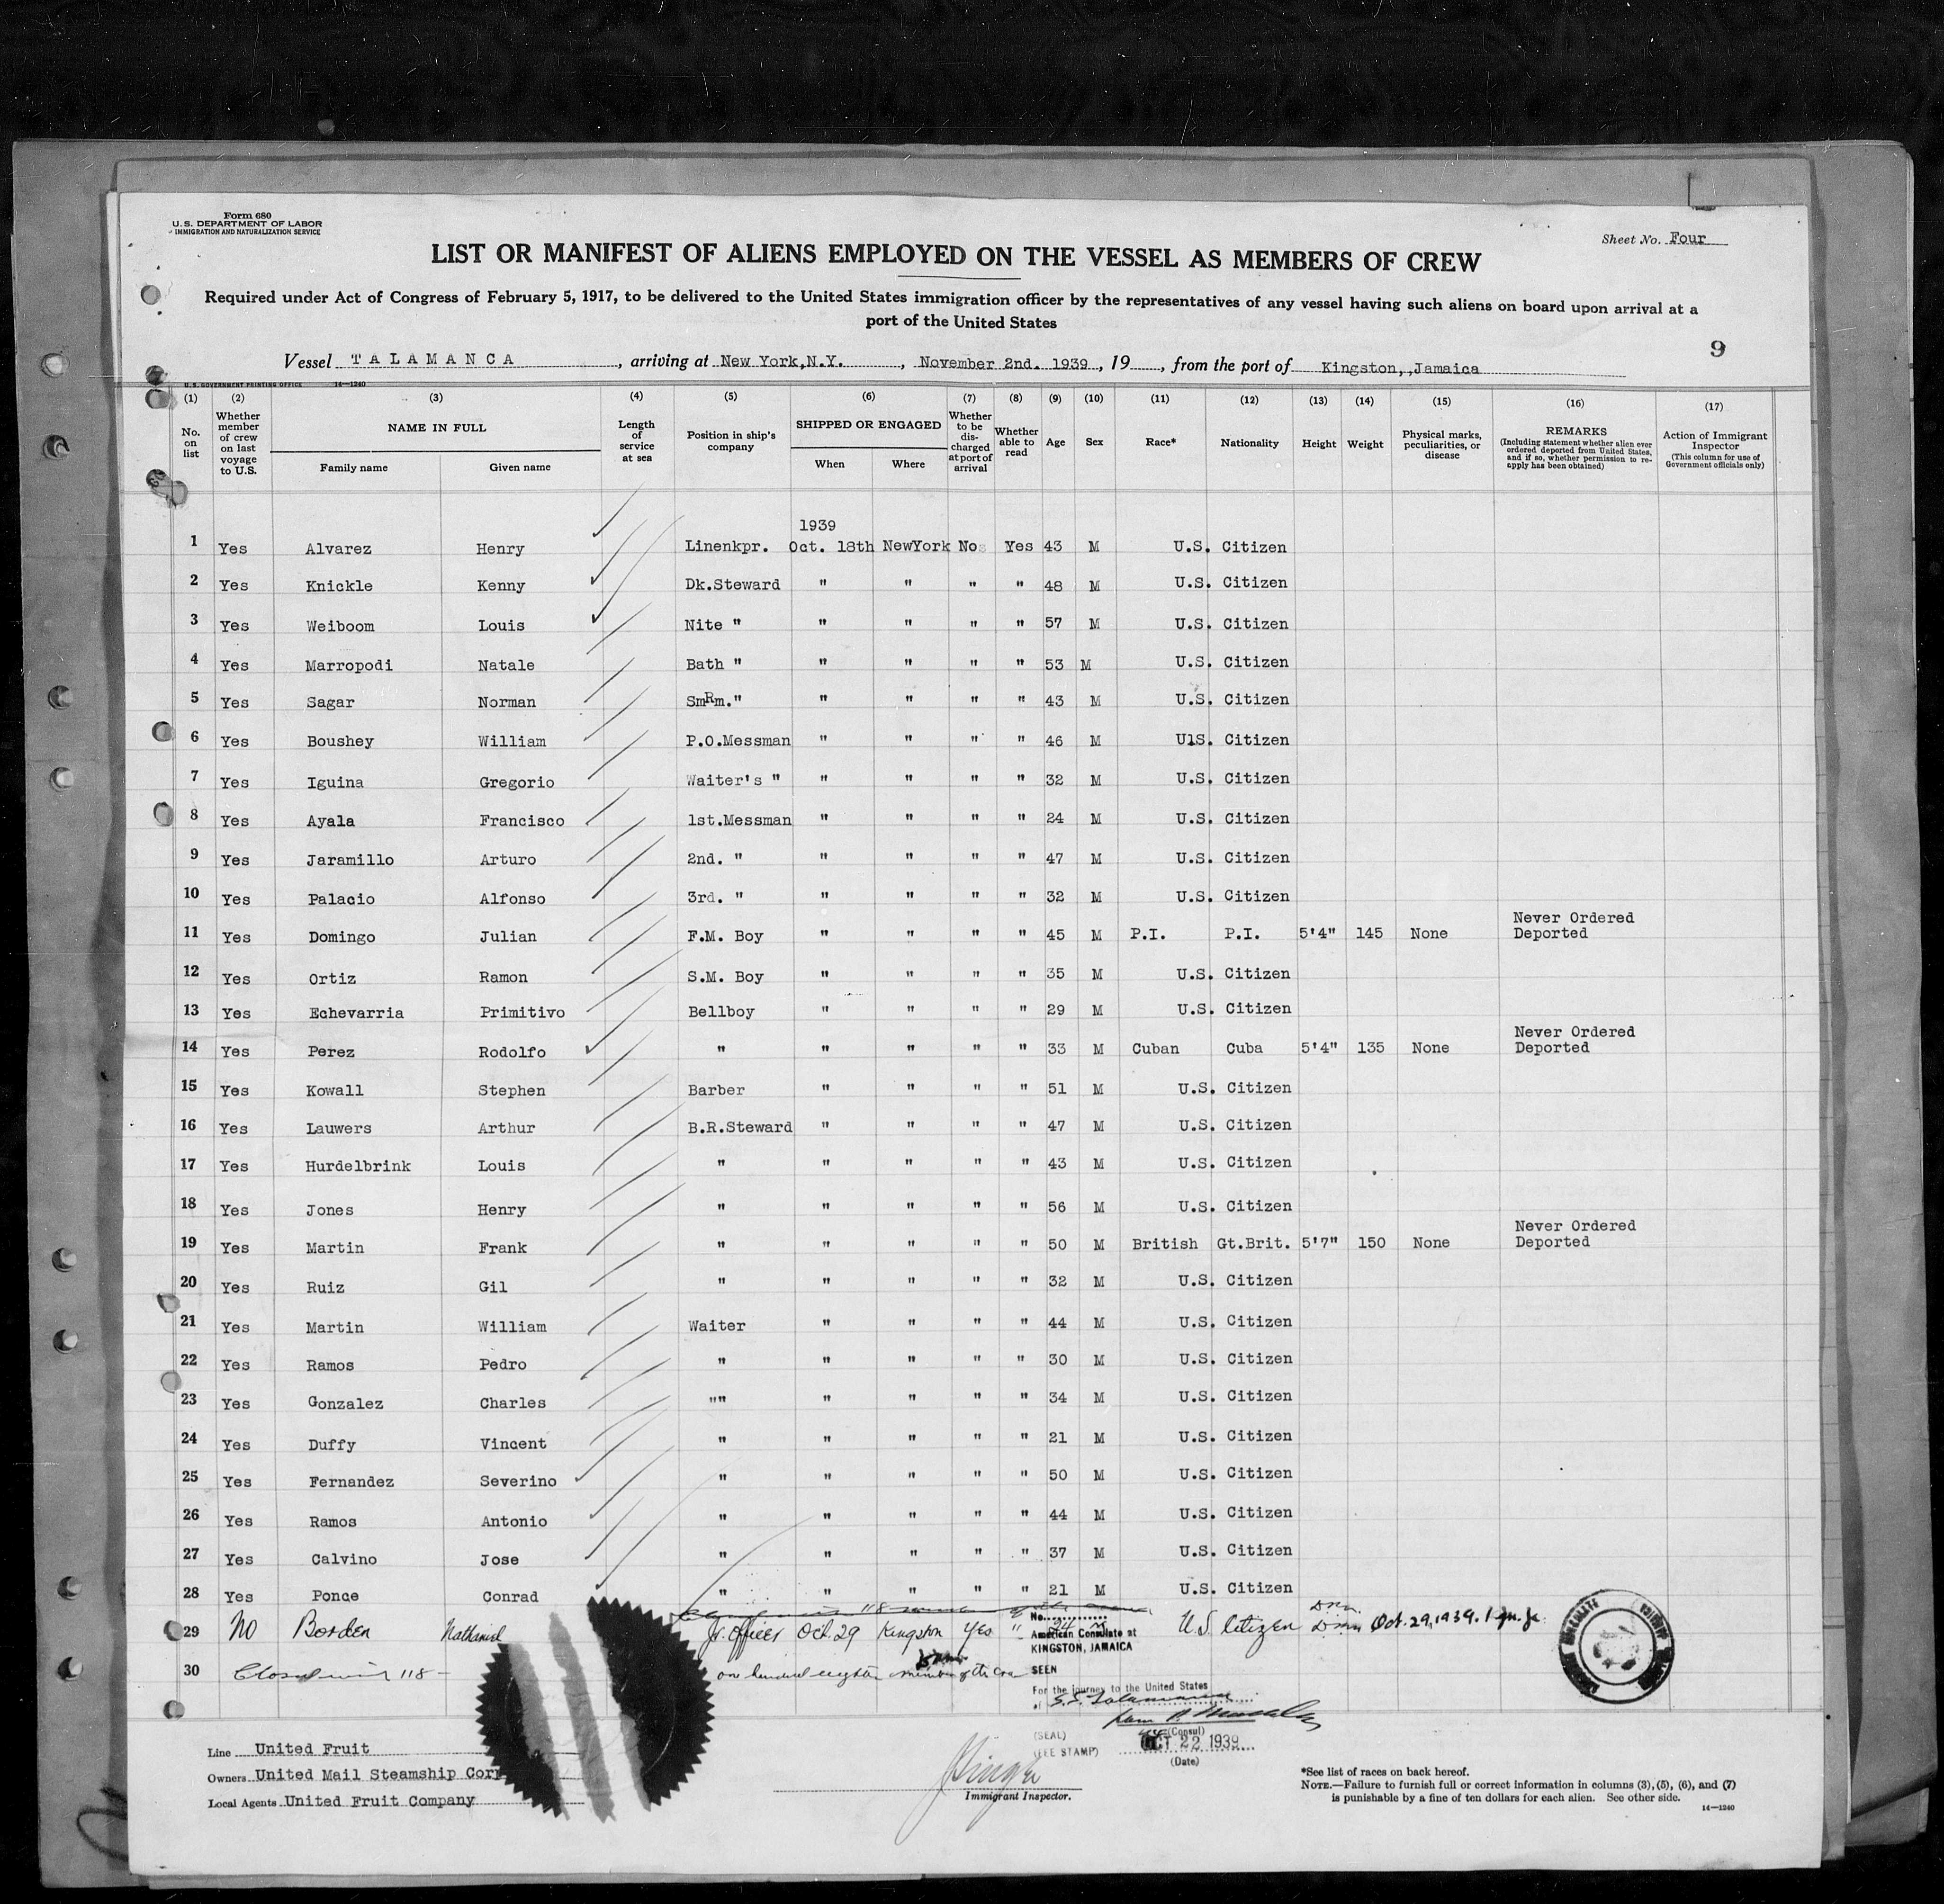 Form 680
U.S. DEPARTMENT OF LABOR
IMMIGRATION AND NATURALIZATION SERVICE
Sheet No. Four
LIST OR MANIFEST OF ALIENS EMPLOYED ON THE VESSEL AS MEMBERS OF CREW
Required under Act of Congress of February 5, 1917, to be delivered to the United States immigration officer by the representatives of any vessel having such aliens on board upon arrival at a
port of the United States
9
Vessel TALAMANCA, arriving at New York,N.Y., November 2nd. 1939, 19, from the port of Kingston,,Jamaica
U.S. GOVERNMENT PRINTING OFFICE 14—1240
(1) (2) (3) (4) (5) (6) (7) (8) (9) (10) (11) (12) (13) (14) (15) (16) (17)
No. on list
Whether member of crew on last voyage to U.S.
NAME IN FULL
Family name Given name
Length of service at sea
Position in ship's company
SHIPPED OR ENGAGED
When Where
Whether to be discharged at port of arrival
Whether able to read
Age Sex Race* Nationality Height Weight
Physical marks, peculiarities, or disease
REMARKS
(Including statement whether alien ever ordered deported from United States, and if so, whether permission to reapply has been obtained)
Action of Immigrant Inspector
(This column for use of Government officials only)
1939
1 Yes Alvarez Henry Linenkpr. Oct. 18th NewYork No Yes 43 M U.S. Citizen
2 Yes Knickle Kenny Dk.Steward " " " " 48 M U.S. Citizen
3 Yes Weiboom Louis Nite " " " " " 57 M U.S. Citizen
4 Yes Marropodi Natale Bath " " " " " 53 M U.S. Citizen
5 Yes Sagar Norman SmRm." " " " " 43 M U.S. Citizen
6 Yes Boushey William P.O.Messman " " " " 46 M UlS. Citizen
7 Yes Iguina Gregorio Waiter's " " " " " 32 M U.S. Citizen
8 Yes Ayala Francisco 1st.Messman " " " " 24 M U.S. Citizen
9 Yes Jaramillo Arturo 2nd. " " " " " 47 M U.S. Citizen
10 Yes Palacio Alfonso 3rd. " " " " " 32 M U.S. Citizen
11 Yes Domingo Julian F.M. Boy " " " " 45 M P.I. P.I. 5'4" 145 None Never Ordered Deported
12 Yes Ortiz Ramon S.M. Boy " " " " 35 M U.S. Citizen
13 Yes Echevarria Primitivo Bellboy " " " " 29 M U.S. Citizen
14 Yes Perez Rodolfo " " " " " 33 M Cuban Cuba 5'4" 135 None Never Ordered Deported
15 Yes Kowall Stephen Barber " " " " 51 M U.S. Citizen
16 Yes Lauwers Arthur B.R.Steward " " " " 47 M U.S. Citizen
17 Yes Hurdelbrink Louis " " " " " 43 M U.S. Citizen
18 Yes Jones Henry " " " " " 56 M U.S. Citizen
19 Yes Martin Frank " " " " " 50 M British Gt.Brit. 5'7" 150 None Never Ordered Deported
20 Yes Ruiz Gil " " " " " 32 M U.S. Citizen
21 Yes Martin William Waiter " " " " 44 M U.S. Citizen
22 Yes Ramos Pedro " " " " " 30 M U.S. Citizen
23 Yes Gonzalez Charles "" " " " " 34 M U.S. Citizen
24 Yes Duffy Vincent " " " " " 21 M U.S. Citizen
25 Yes Fernandez Severino " " " " " 50 M U.S. Citizen
26 Yes Ramos Antonio " " " " " 44 M U.S. Citizen
27 Yes Calvino Jose " " " " " 37 M U.S. Citizen
28 Yes Ponce Conrad " " " " " 21 M U.S. Citizen
29 No Borden Nathaniel Jr. Officer Oct. 29 Kingston Yes " U.S. Citizen Oct. 29, 1939.
30 Closed 118 — one hundred eighteen members of the crew
No.
American Consulate at
KINGSTON, JAMAICA
SEEN
For the journey to the United States
of S.S. Talamanca
(Consul)
(SEAL)
(FEE STAMP)
OCT 22 1939
(Date)
Line United Fruit
Owners United Mail Steamship Corp
Local Agents United Fruit Company
Immigrant Inspector.
*See list of races on back hereof.
NOTE.—Failure to furnish full or correct information in columns (3), (5), (6), and (7)
is punishable by a fine of ten dollars for each alien. See other side.
14—1240